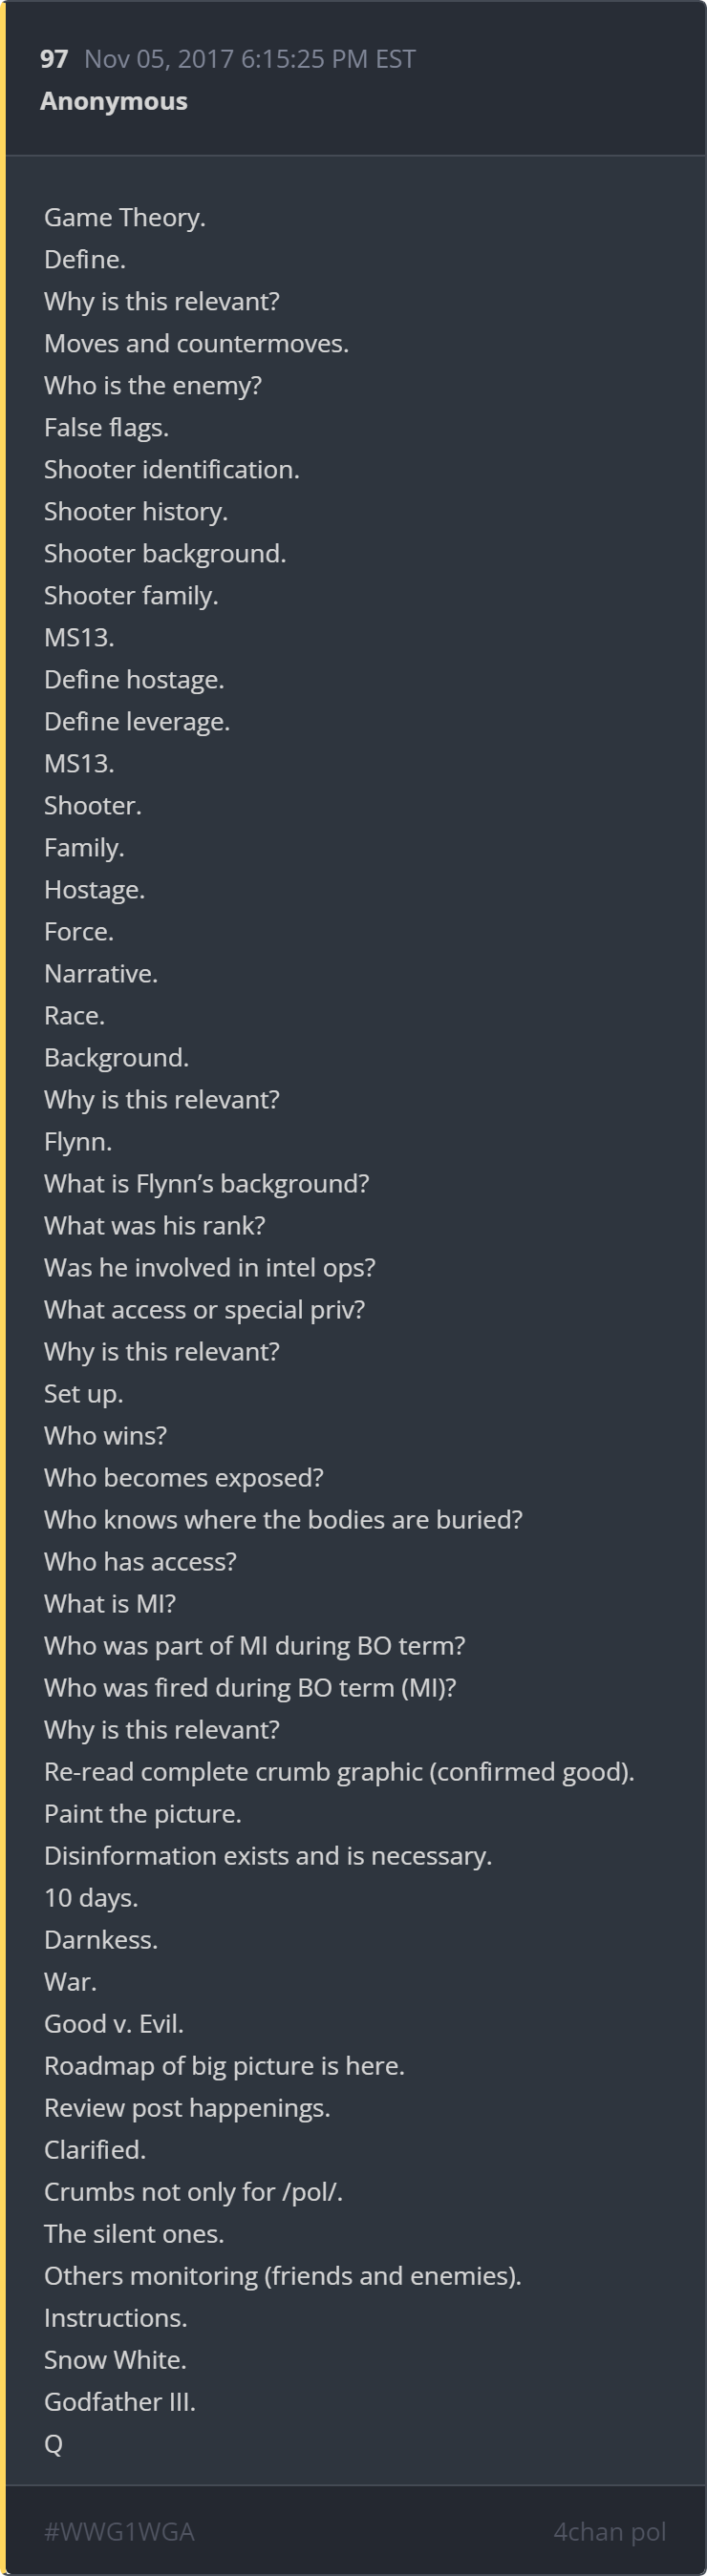 97 Nov 05, 2017 6:15:25 PM EST
Anonymous
Game Theory.
Define.
Why is this relevant?
Moves and countermoves.
Who is the enemy?
False flags.
Shooter identification.
Shooter history.
Shooter background.
Shooter family.
MS13.
Define hostage.
Define leverage.
MS13.
Shooter.
Family.
Hostage.
Force.
Narrative.
Race.
Background.
Why is this relevant?
Flynn.
What is Flynn’s background?
What was his rank?
Was he involved in intel ops?
What access or special priv?
Why is this relevant?
Set up.
Who wins?
Who becomes exposed?
Who knows where the bodies are buried?
Who has access?
What is MI?
Who was part of MI during BO term?
Who was fired during BO term (MI)?
Why is this relevant?
Re-read complete crumb graphic (confirmed good).
Paint the picture.
Disinformation exists and is necessary.
10 days.
Darnkess.
War.
Good v. Evil.
Roadmap of big picture is here.
Review post happenings.
Clarified.
Crumbs not only for /pol/.
The silent ones.
Others monitoring (friends and enemies).
Instructions.
Snow White.
Godfather III.
Q
#WWG1WGA 4chan pol